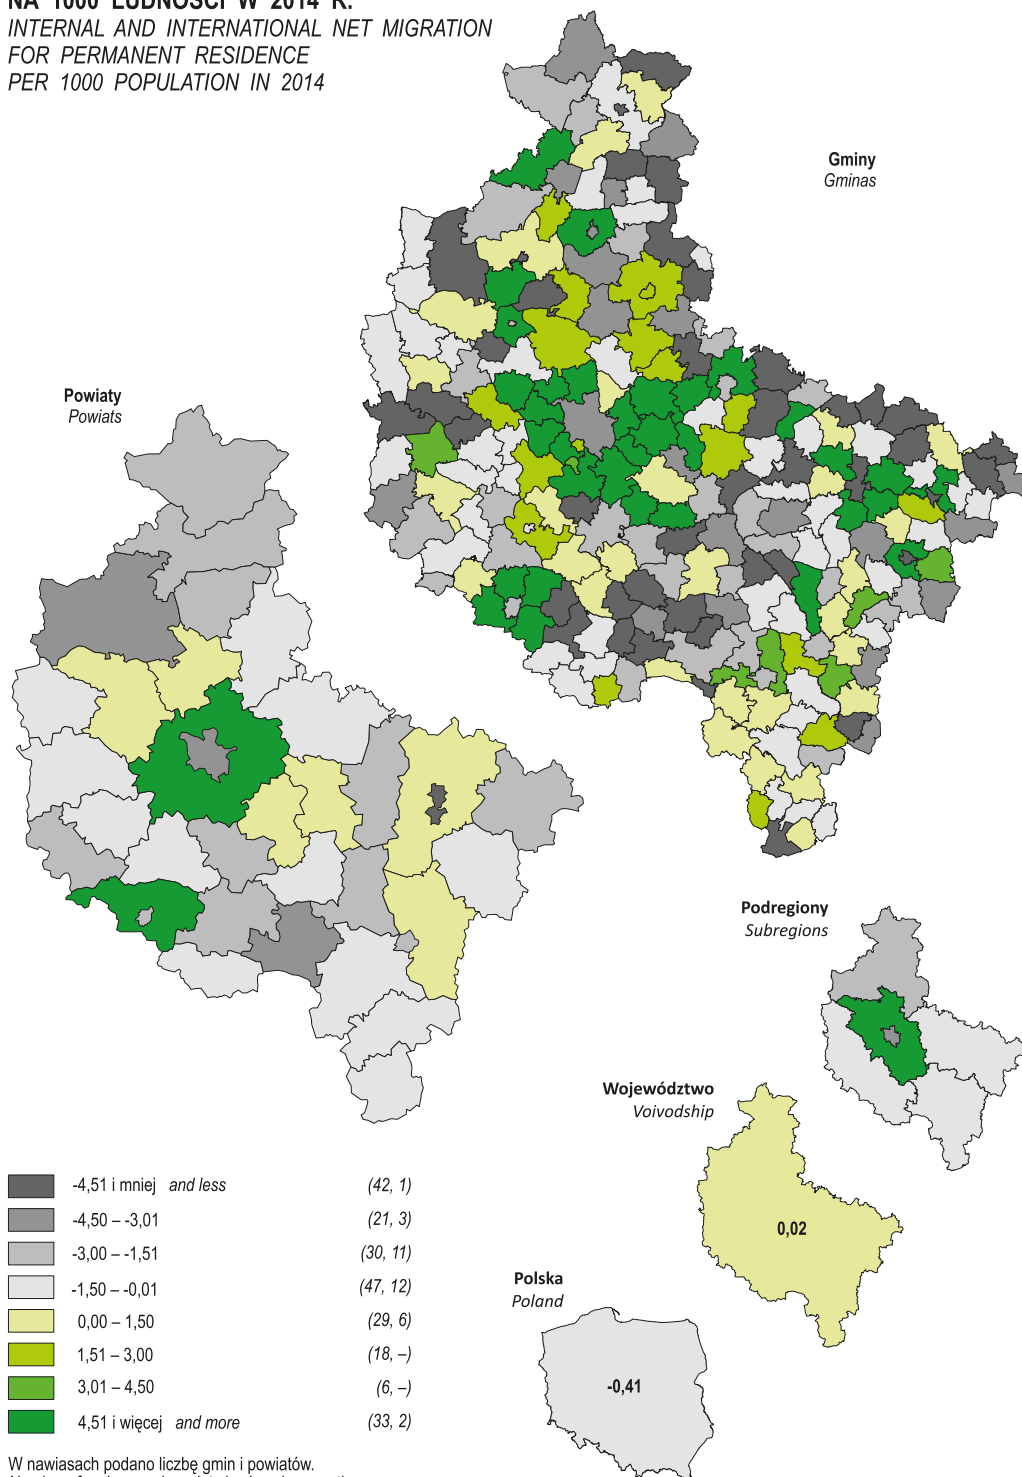 NA 1000 LUDNOŚCI W 2014 R.
INTERNAL AND INTERNATIONAL NET MIGRATION
FOR PERMANENT RESIDENCE
PER 1000 POPULATION IN 2014
Gminy
Gminas
Powiaty
Powiats
Podregiony
Subregions
Województwo
Voivodship
0,02
Polska
Poland
-0,41
-4,51 i mniej and less (42, 1)
-4,50 – -3,01 (21, 3)
-3,00 – -1,51 (30, 11)
-1,50 – -0,01 (47, 12)
0,00 – 1,50 (29, 6)
1,51 – 3,00 (18, –)
3,01 – 4,50 (6, –)
4,51 i więcej and more (33, 2)
W nawiasach podano liczbę gmin i powiatów.